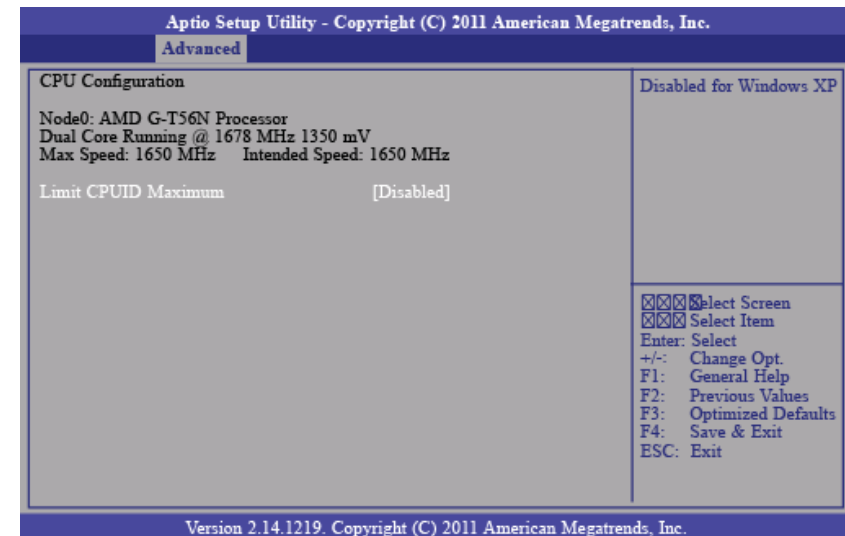 Aptio Setup Utility - Copyright (C) 2011 American Megatrends, Inc.
Advanced
CPU Configuration
Node0: AMD G-T56N Processor
Dual Core Running @ 1678 MHz 1350 mV
Max Speed: 1650 MHz Intended Speed: 1650 MHz
Limit CPUID Maximum [Disabled]
Disabled for Windows XP
Select Screen
Select Item
Enter: Select
+/-: Change Opt.
F1: General Help
F2: Previous Values
F3: Optimized Defaults
F4: Save & Exit
ESC: Exit
Version 2.14.1219. Copyright (C) 2011 American Megatrends, Inc.